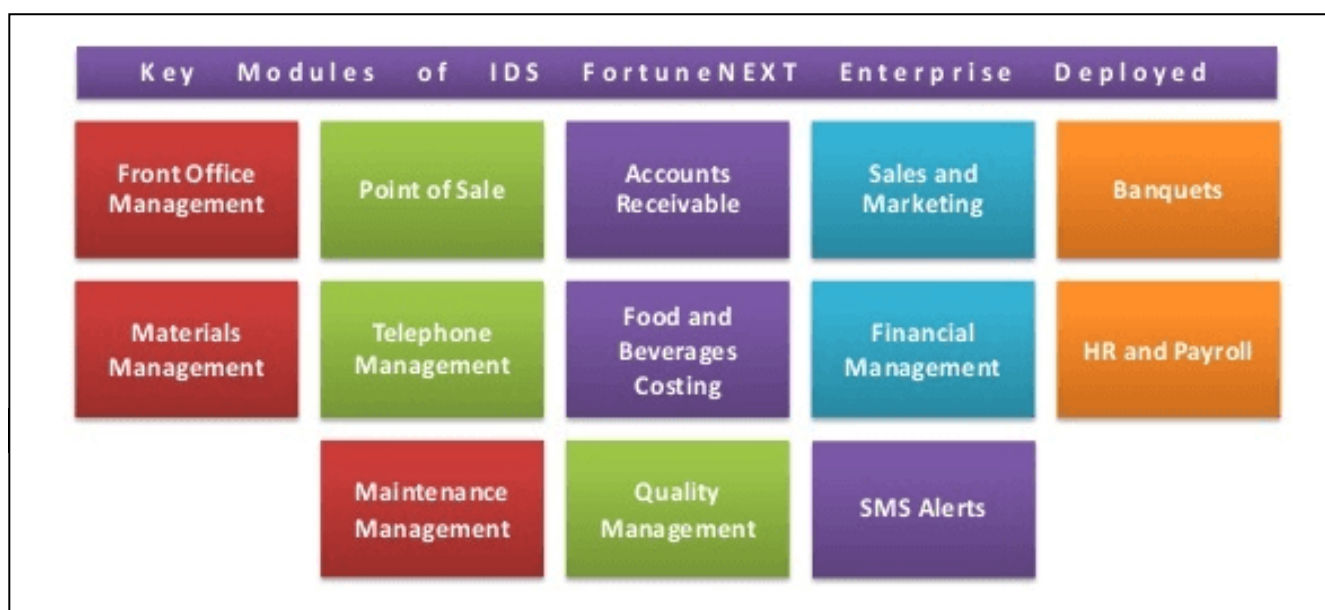 Key Modules of IDS FortuneNEXT Enterprise Deployed
Front Office
Management
Point of Sale
Accounts
Receivable
Sales and
Marketing
Banquets
Materials
Management
Telephone
Management
Food and
Beverages
Costing
Financial
Management
HR and Payroll
Maintenance
Management
Quality
Management
SMS Alerts